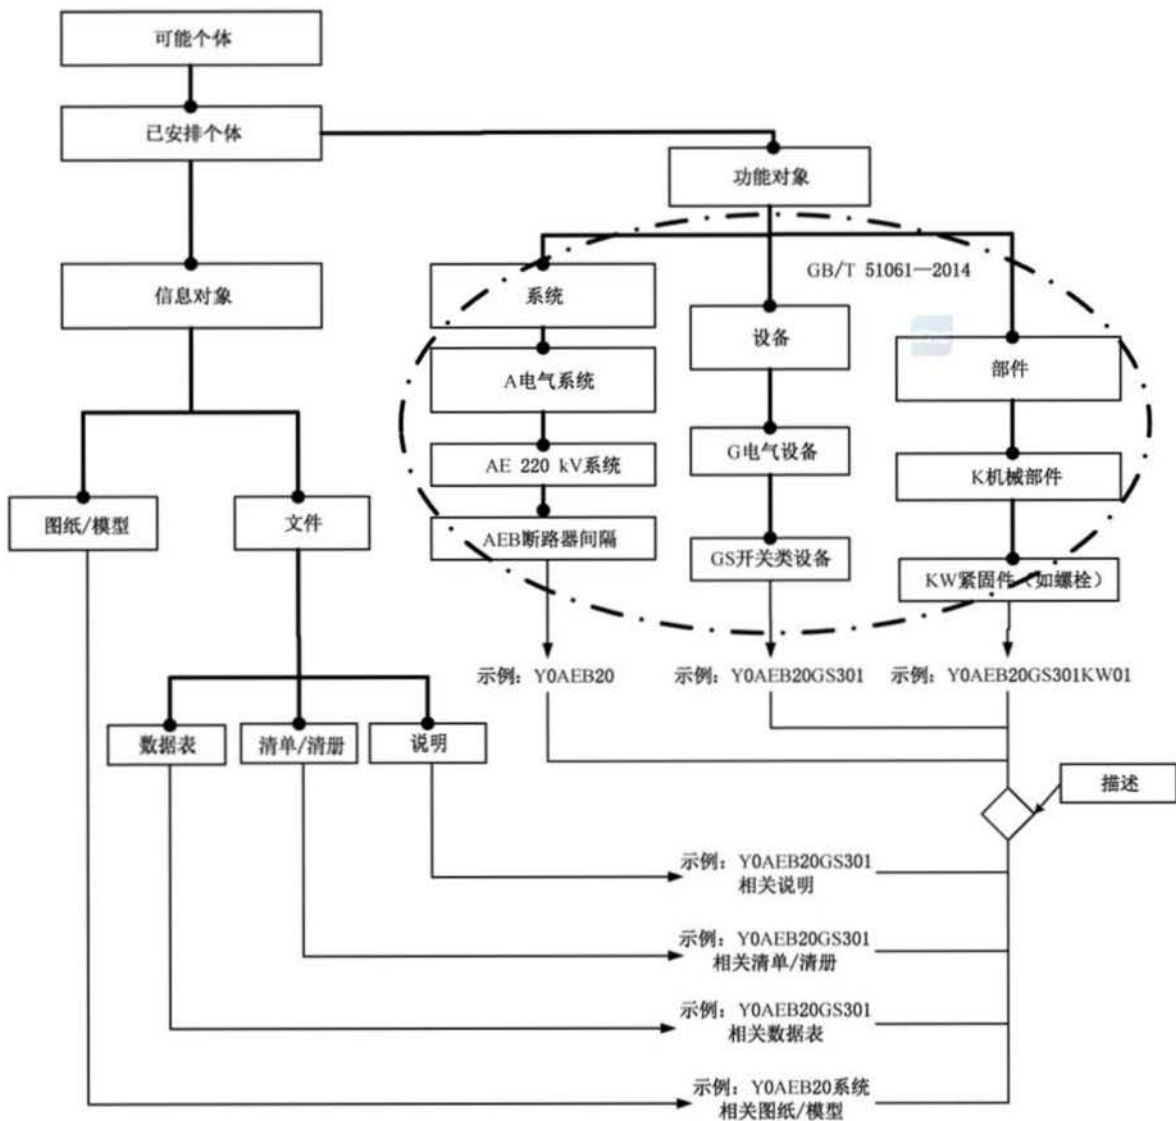 可能个体
已安排个体
功能对象
GB/T 51061—2014
信息对象
系统
设备
部件
A电气系统
G电气设备
K机械部件
AE 220 kV系统
图纸/模型
文件
AEB断路器间隔
GS开关类设备
KW紧固件（如螺栓）
示例：Y0AEB20
示例：Y0AEB20GS301
示例：Y0AEB20GS301KW01
数据表
清单/清册
说明
描述
示例：Y0AEB20GS301
相关说明
示例：Y0AEB20GS301
相关清单/清册
示例：Y0AEB20GS301
相关数据表
示例：Y0AEB20系统
相关图纸/模型